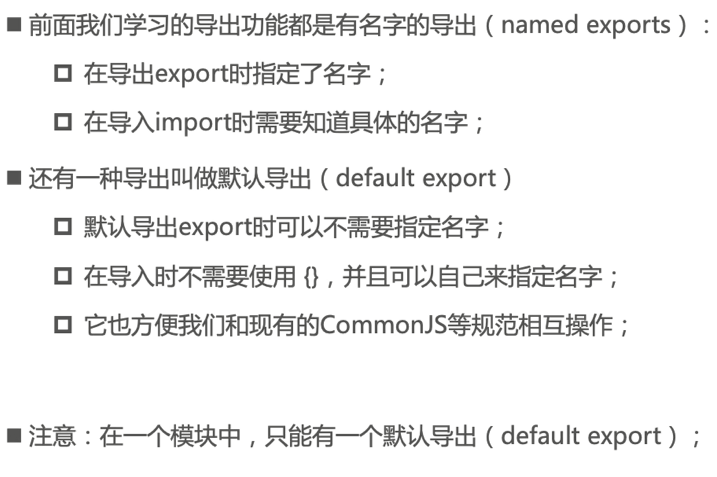 前面我们学习的导出功能都是有名字的导出（named exports）：
在导出export时指定了名字；
在导入import时需要知道具体的名字；
还有一种导出叫做默认导出（default export）
默认导出export时可以不需要指定名字；
在导入时不需要使用 {}，并且可以自己来指定名字；
它也方便我们和现有的CommonJS等规范相互操作；
注意：在一个模块中，只能有一个默认导出（default export）；